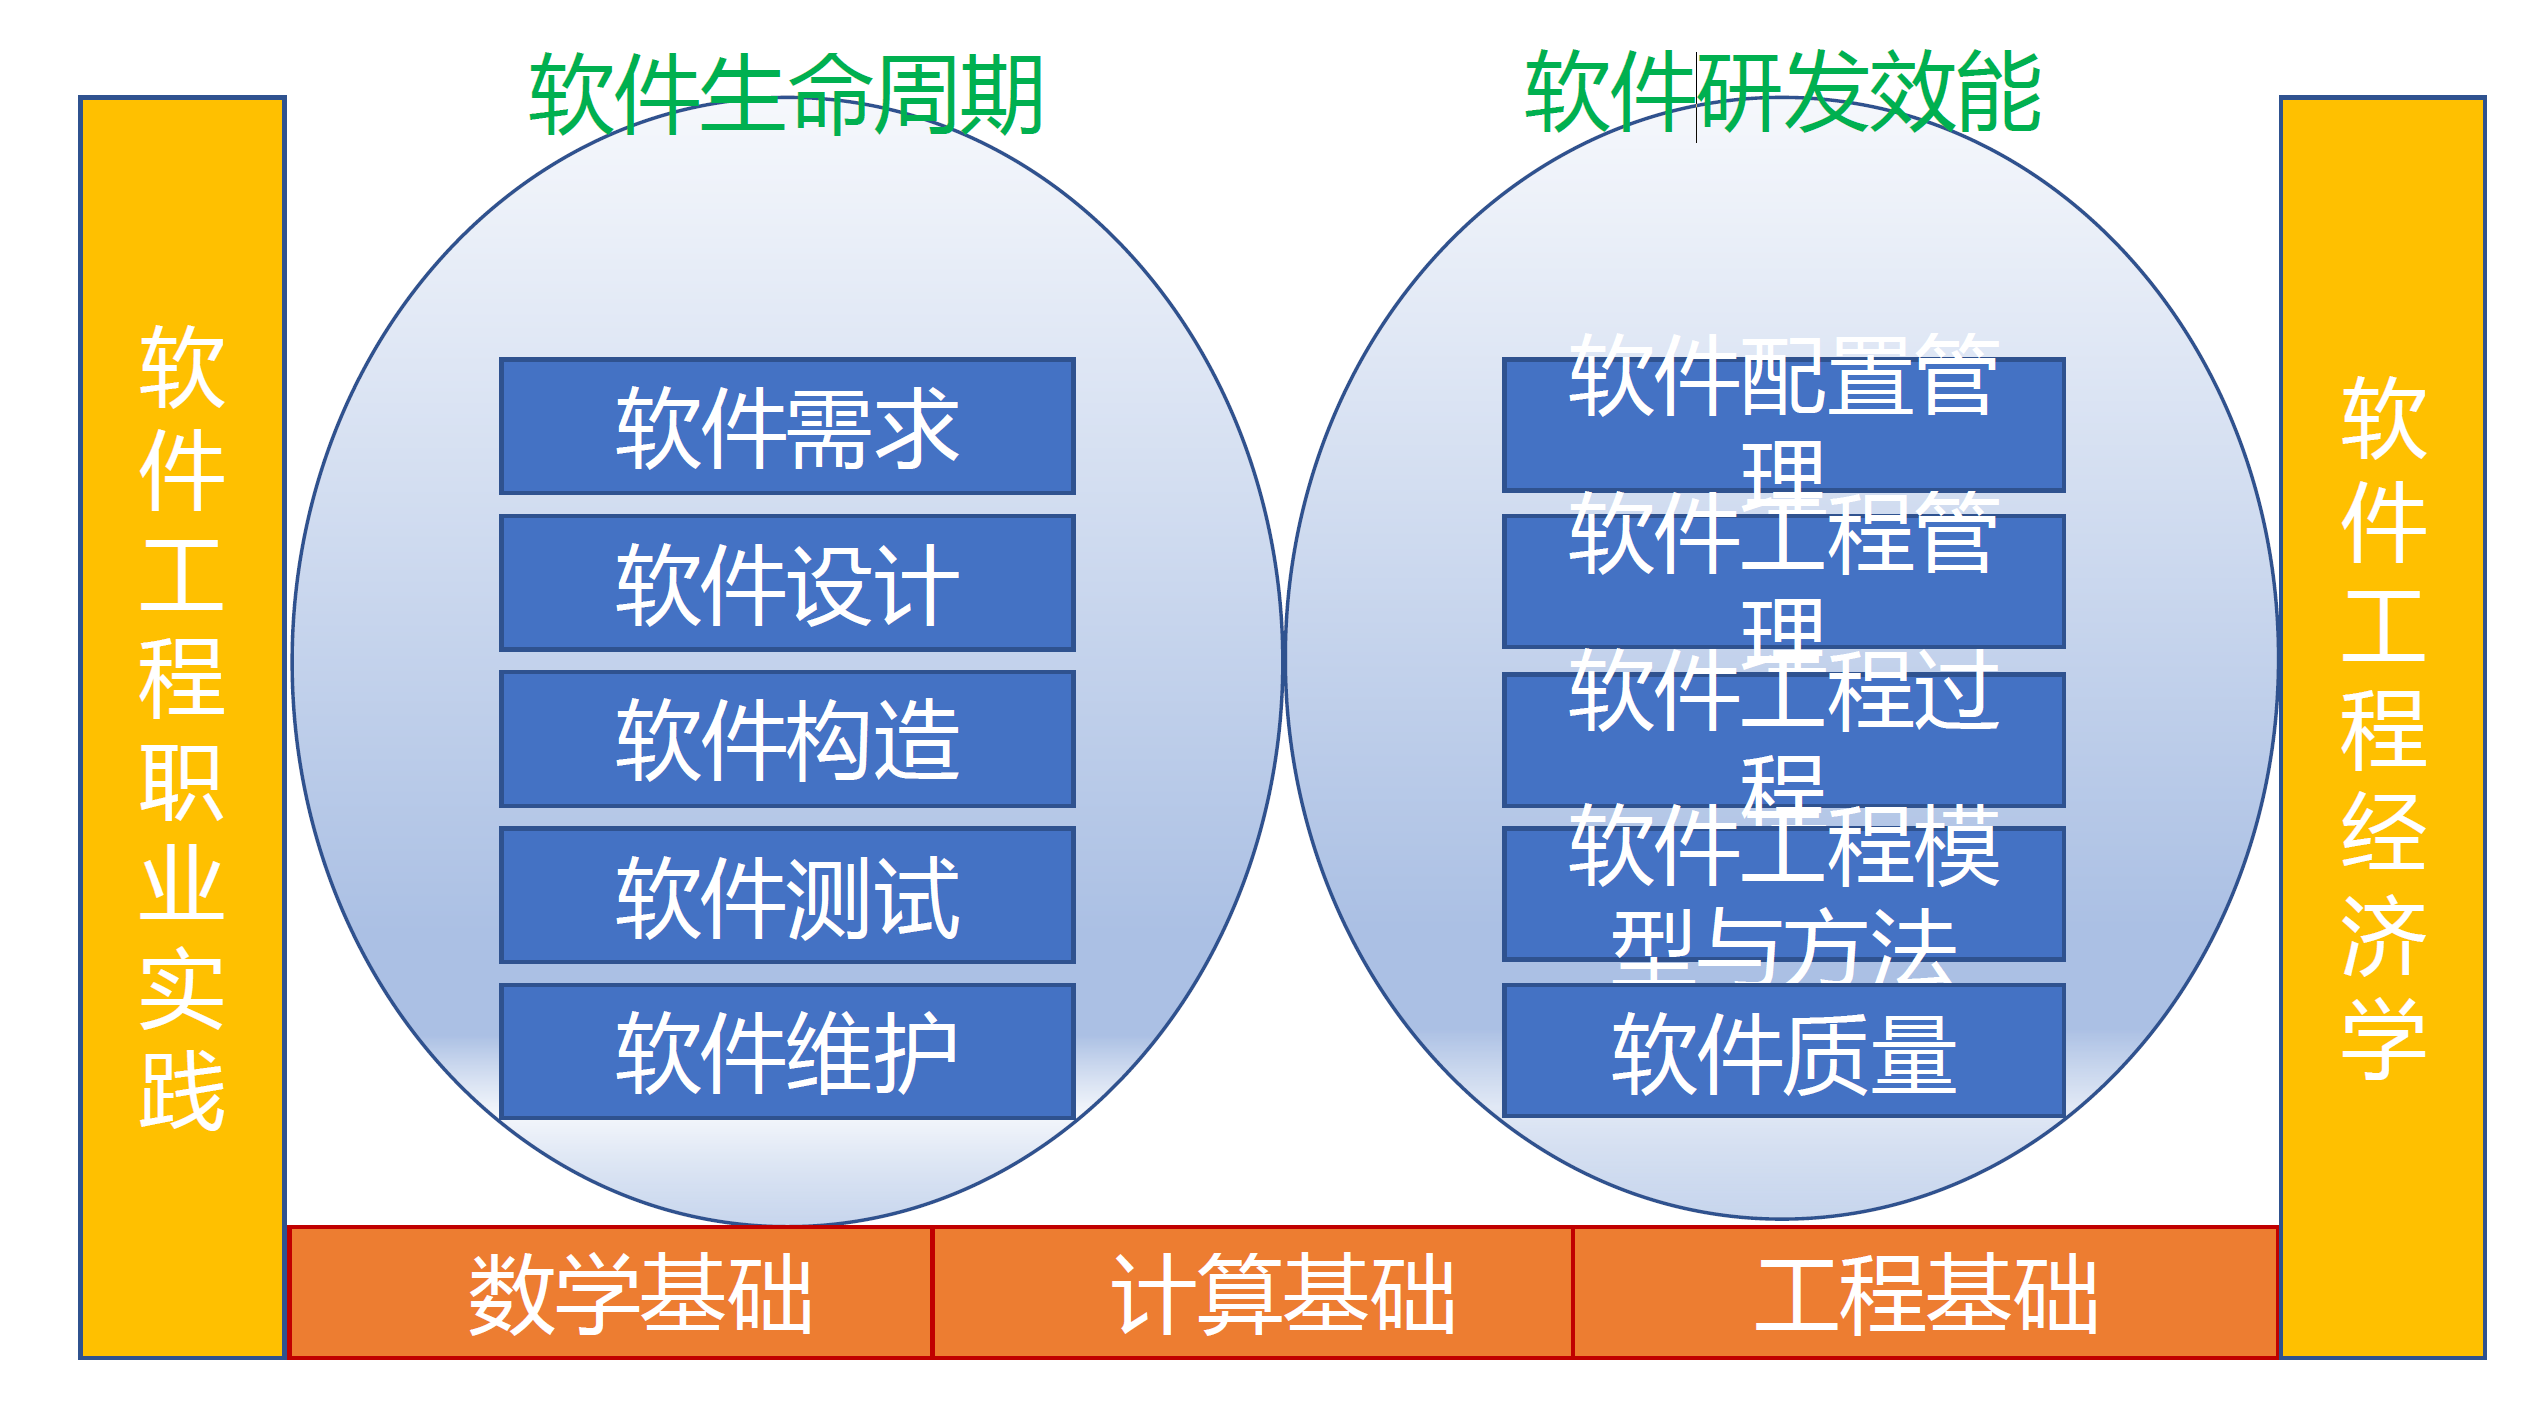 软件生命周期
软件研发效能
软件工程职业实践
软件需求
软件设计
软件构造
软件测试
软件维护
软件配置管
理
软件工程管
理
软件工程过
程
软件工程模
型与方法
软件质量
软件工程经济学
数学基础
计算基础
工程基础